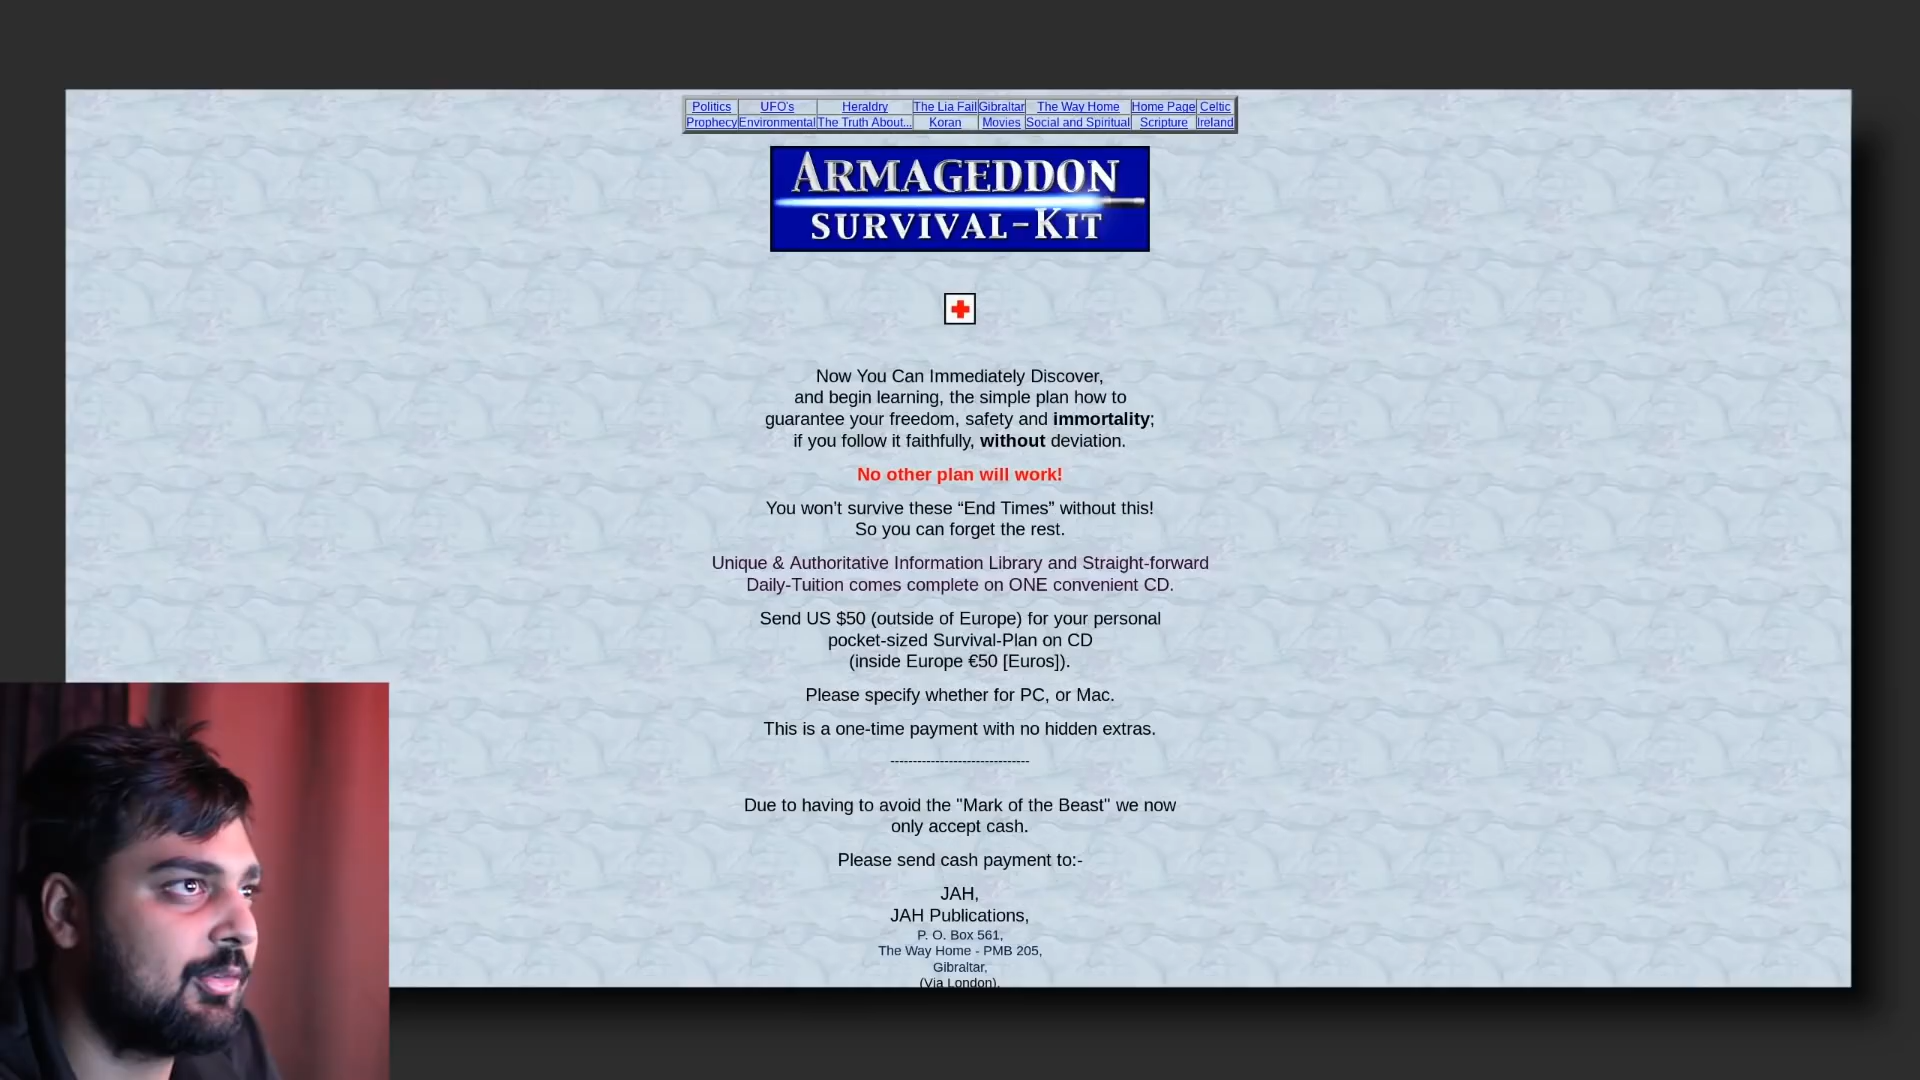 Politics UFO's Heraldry The Lia Fail Gibraltar The Way Home Home Page Celtic
Prophecy Environmental The Truth About... Koran Movies Social and Spiritual Scripture Ireland
ARMAGEDDON
SURVIVAL-KIT
Now You Can Immediately Discover,
and begin learning, the simple plan how to
guarantee your freedom, safety and immortality;
if you follow it faithfully, without deviation.
No other plan will work!
You won't survive these “End Times” without this!
So you can forget the rest.
Unique & Authoritative Information Library and Straight-forward
Daily-Tuition comes complete on ONE convenient CD.
Send US $50 (outside of Europe) for your personal
pocket-sized Survival-Plan on CD
(inside Europe €50 [Euros]).
Please specify whether for PC, or Mac.
This is a one-time payment with no hidden extras.
-------------------------------
Due to having to avoid the "Mark of the Beast" we now
only accept cash.
Please send cash payment to:-
JAH,
JAH Publications,
P. O. Box 561,
The Way Home - PMB 205,
Gibraltar,
(Via London).